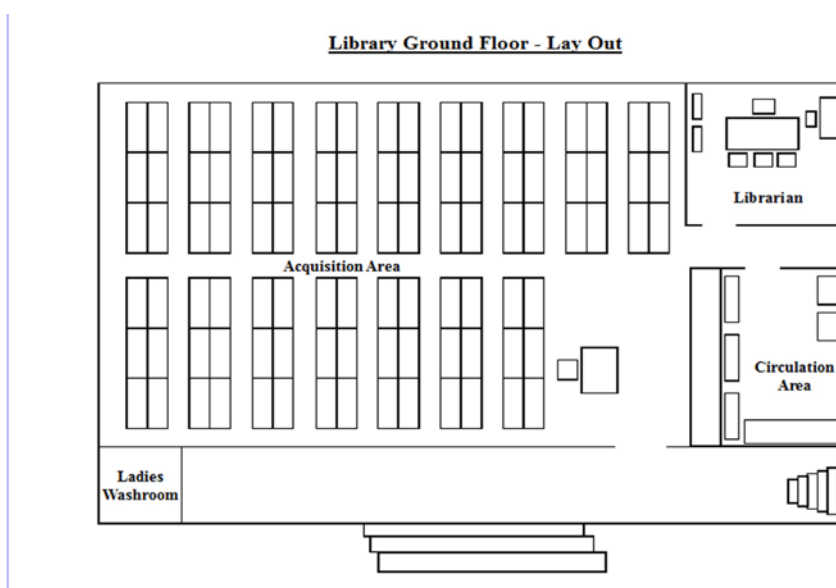 Library Ground Floor - Lay Out
Librarian
Acquisition Area
Circulation
Area
Ladies
Washroom